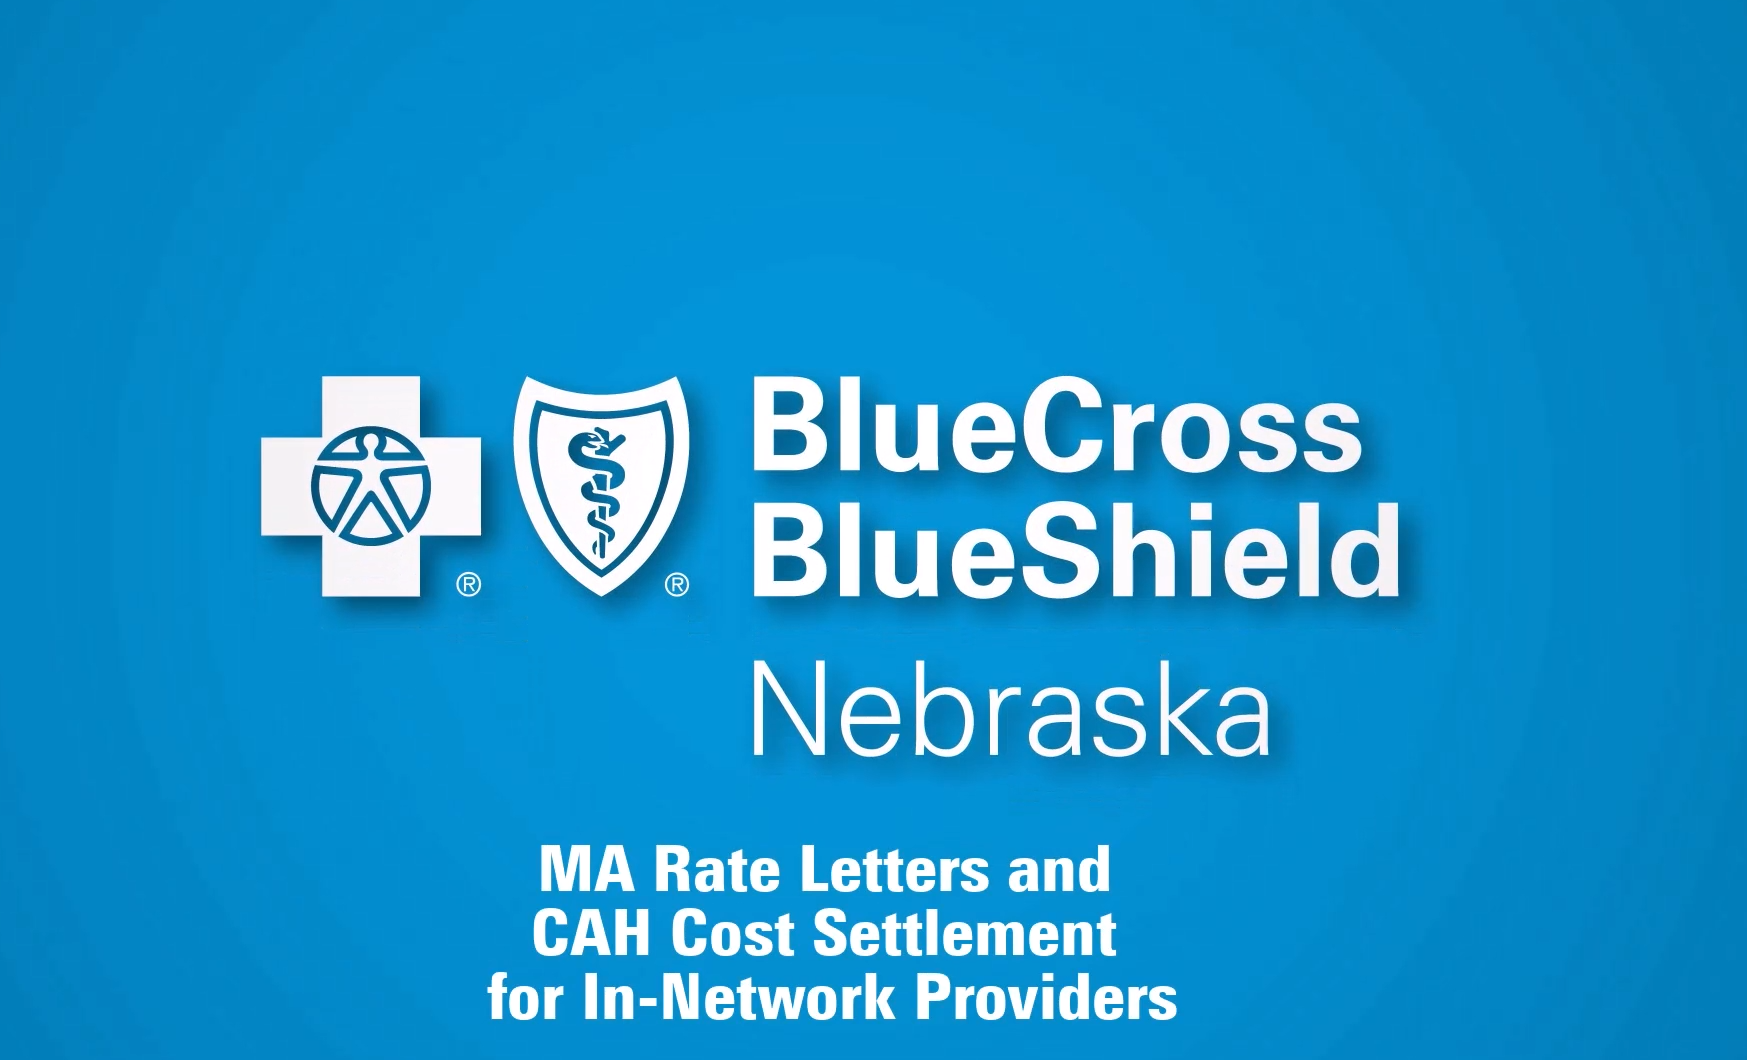 BlueCross
BlueShield
® ®
Nebraska
MA Rate Letters and
CAH Cost Settlement
for In-Network Providers